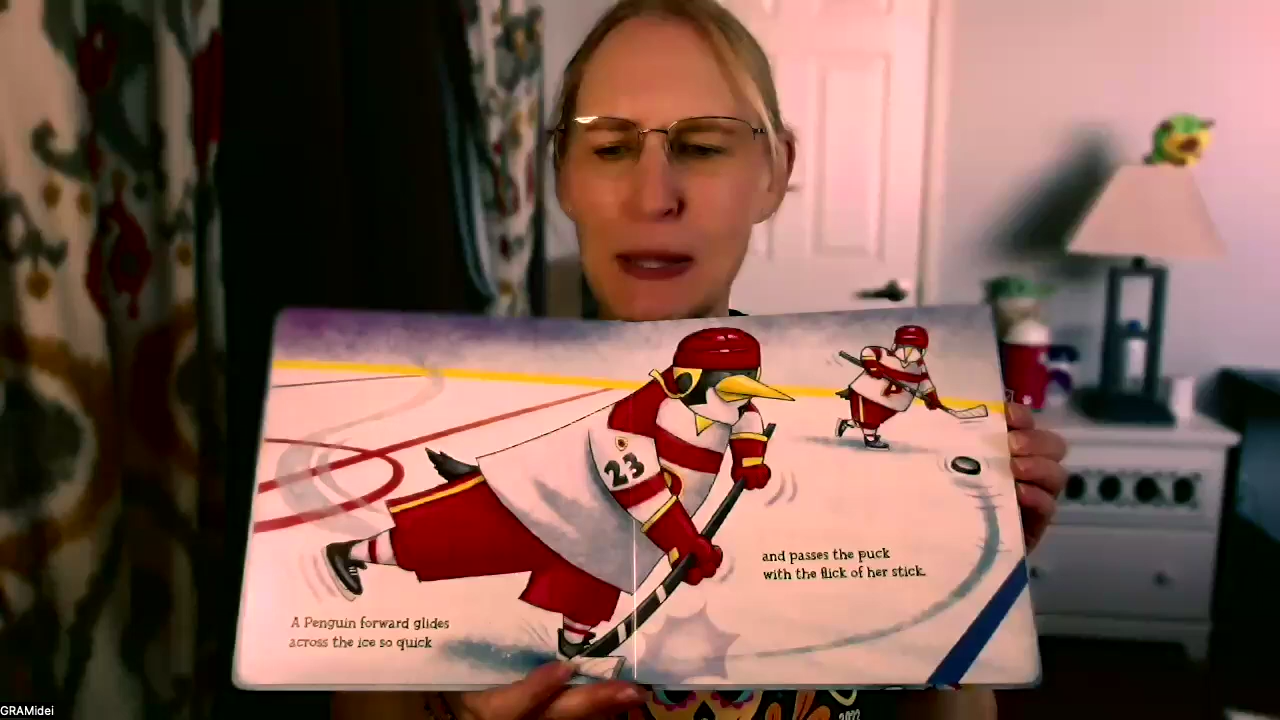 23
A Penguin forward glides
across the ice so quick
and passes the puck
with the flick of her stick.
2022
GRAMidei